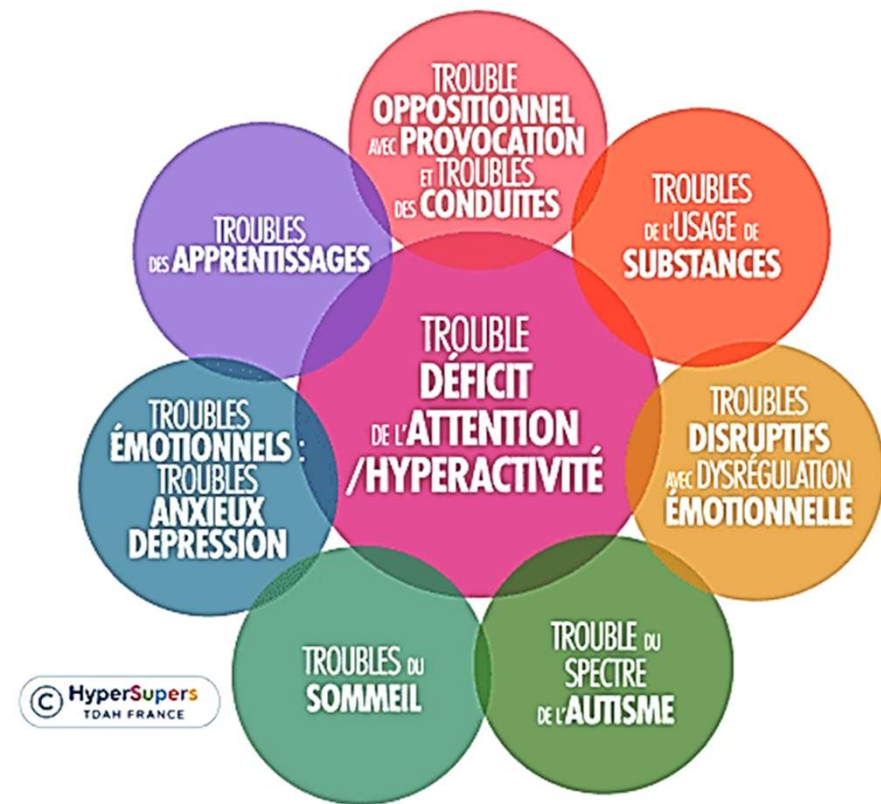 TROUBLE
OPPOSITIONNEL
AVEC PROVOCATION
ET TROUBLES
DES CONDUITES
TROUBLES
DE L'USAGE DE
SUBSTANCES
TROUBLES
DES APPRENTISSAGES
TROUBLE
DÉFICIT
DE L'ATTENTION
/HYPERACTIVITÉ
TROUBLES
DISRUPTIFS
AVEC DYSRÉGULATION
ÉMOTIONNELLE
TROUBLES
ÉMOTIONNELS :
TROUBLES
ANXIEUX
DÉPRESSION
TROUBLE DU
SPECTRE
DE L'AUTISME
TROUBLES DU
SOMMEIL
© HyperSupers
TDAH FRANCE